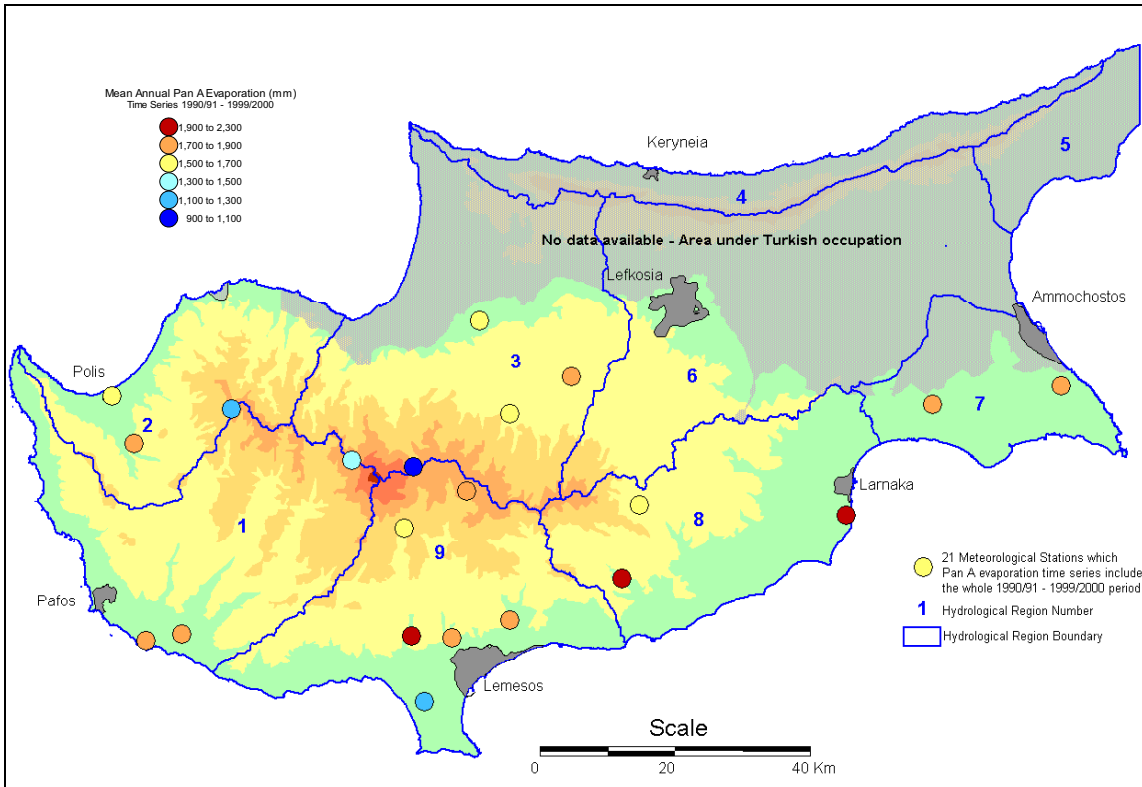 Mean Annual Pan A Evaporation (mm)
Time Series 1990/91 - 1999/2000
1,900 to 2,300
1,700 to 1,900
1,500 to 1,700
1,300 to 1,500
1,100 to 1,300
900 to 1,100
Keryneia
5
4
No data available - Area under Turkish occupation
Lefkosia
Ammochostos
3
6
Polis
7
2
Larnaka
1
8
9
21 Meteorological Stations which
Pan A evaporation time series include
the whole 1990/91 - 1999/2000 period
1 Hydrological Region Number
Hydrological Region Boundary
Pafos
Lemesos
Scale
0 20 40 Km